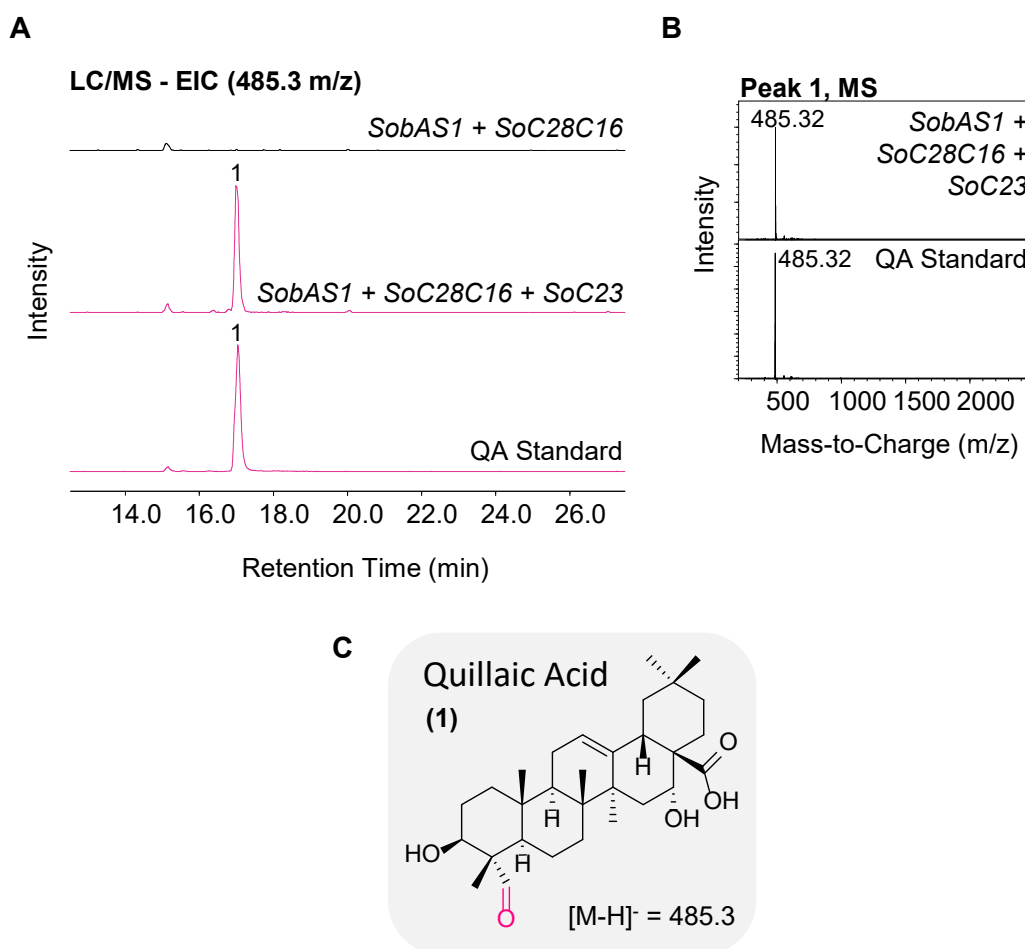 A
LC/MS - EIC (485.3 m/z)
SobAS1 + SoC28C16
1
SobAS1 + SoC28C16 + SoC23
1
QA Standard
Intensity
14.0 16.0 18.0 20.0 22.0 24.0 26.0
Retention Time (min)
B
Peak 1, MS
485.32
SobAS1 +
SoC28C16 +
SoC23
485.32
QA Standard
Intensity
500 1000 1500 2000
Mass-to-Charge (m/z)
C
Quillaic Acid
(1)
O
H
OH
OH
H
HO
H
O
[M-H]- = 485.3